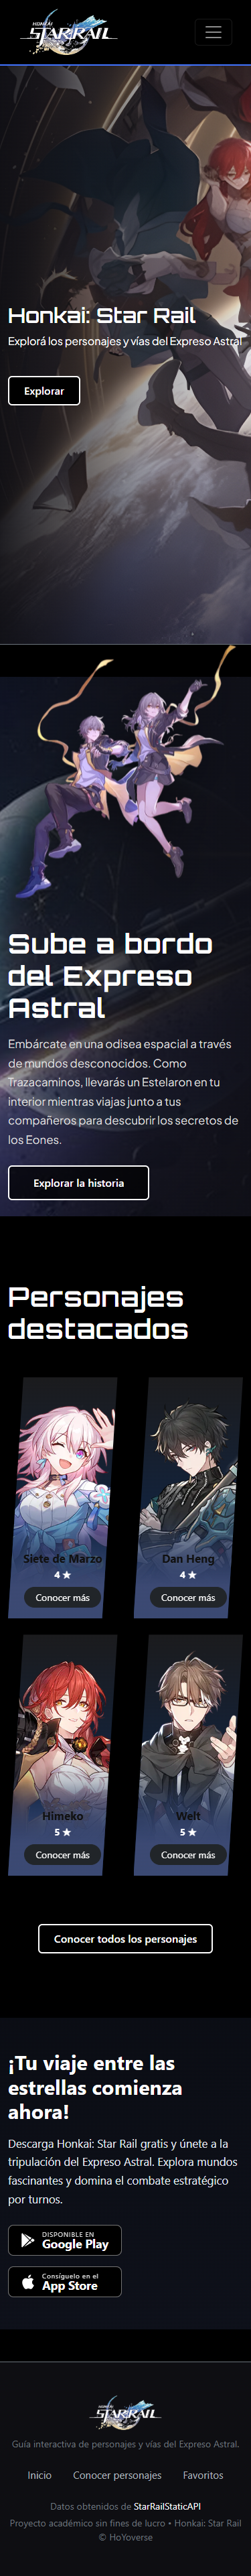 HONKAI:
STAR RAIL
Honkai: Star Rail
Explorá los personajes y vías del Expreso Astral
Explorar
Sube a bordo
del Expreso
Astral
Embárcate en una odisea espacial a través
de mundos desconocidos. Como
Trazacaminos, llevarás un Estelaron en tu
interior mientras viajas junto a tus
compañeros para descubrir los secretos de
los Eones.
Explorar la historia
Personajes
destacados
Siete de Marzo
4 ★
Conocer más
Dan Heng
4 ★
Conocer más
Himeko
5 ★
Conocer más
Welt
5 ★
Conocer más
Conocer todos los personajes
¡Tu viaje entre las
estrellas comienza
ahora!
Descarga Honkai: Star Rail gratis y únete a la
tripulación del Expreso Astral. Explora mundos
fascinantes y domina el combate estratégico
por turnos.
DISPONIBLE EN
Google Play
Consíguelo en el
App Store
HONKAI:
STAR RAIL
Guía interactiva de personajes y vías del Expreso Astral.
Inicio Conocer personajes Favoritos
Datos obtenidos de StarRailStaticAPI
Proyecto académico sin fines de lucro • Honkai: Star Rail
© HoYoverse